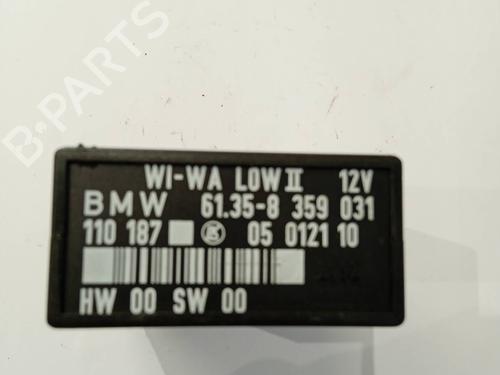 B-PARTS
WI-WA LOW II 12V
BMW 61.35-8 359 031
110 187 05 0121 10
HW 00 SW 00